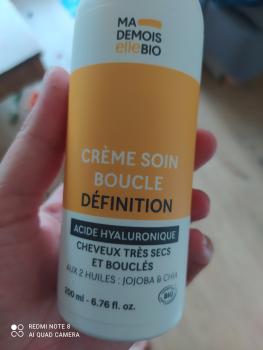 MA
DEMOIS
elleBIO
CRÈME SOIN
BOUCLE
DÉFINITION
ACIDE HYALURONIQUE
CHEVEUX TRÈS SECS
ET BOUCLÉS
AUX 2 HUILES : JOJOBA & CHIA
200 ml - 6.76 fl. oz.
BIO
REDMI NOTE 8
AI QUAD CAMERA